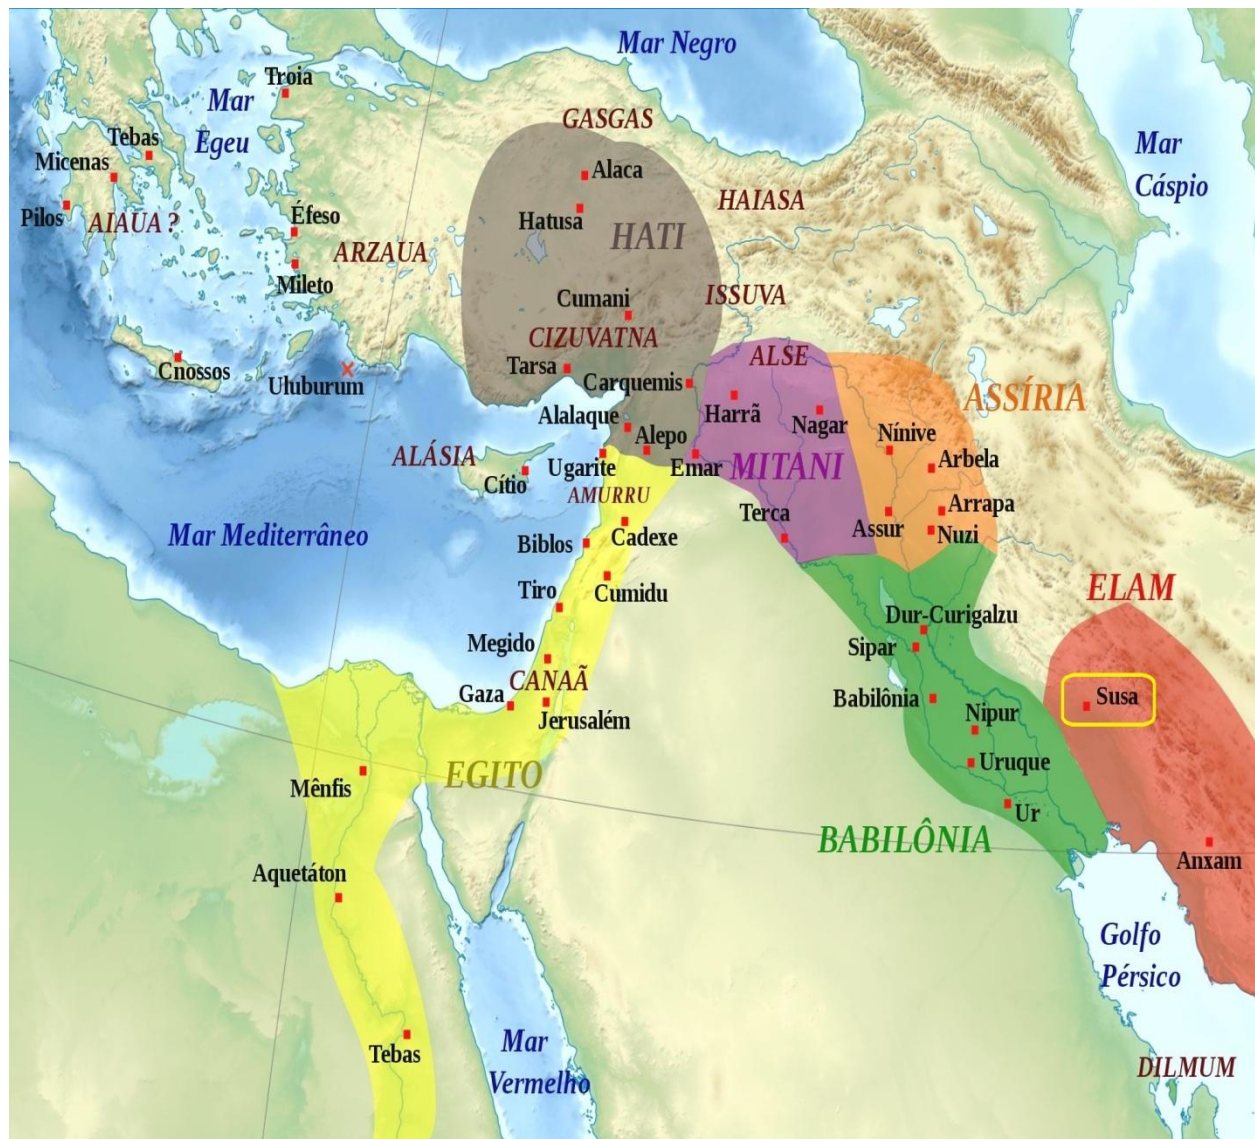 Mar Negro
Troia
Mar
Egeu
GASGAS
Tebas
Micenas
Mar
Cáspio
Alaca
Pilos
AIAUA ?
Éfeso
HAIASA
Hatusa
HATI
ARZAUA
Mileto
Cumani
ISSUVA
CIZUVATNA
ALSE
Cnossos
Uluburum
Tarsa
Carquemis
ASSÍRIA
Harrã
Nagar
Alalaque
Alepo
Nínive
ALÁSIA
Ugarite
Emar
MITANI
Arbela
Cítio
AMURRU
Terca
Arrapa
Assur
Mar Mediterrâneo
Cadexe
Nuzi
Biblos
Tiro
Cumidu
ELAM
Dur-Curigalzu
Megido
Sipar
CANAÃ
Gaza
Babilônia
Susa
Jerusalém
Nipur
EGITO
Uruque
Mênfis
Ur
BABILÔNIA
Anxam
Aquetáton
Golfo
Pérsico
Tebas
Mar
Vermelho
DILMUM